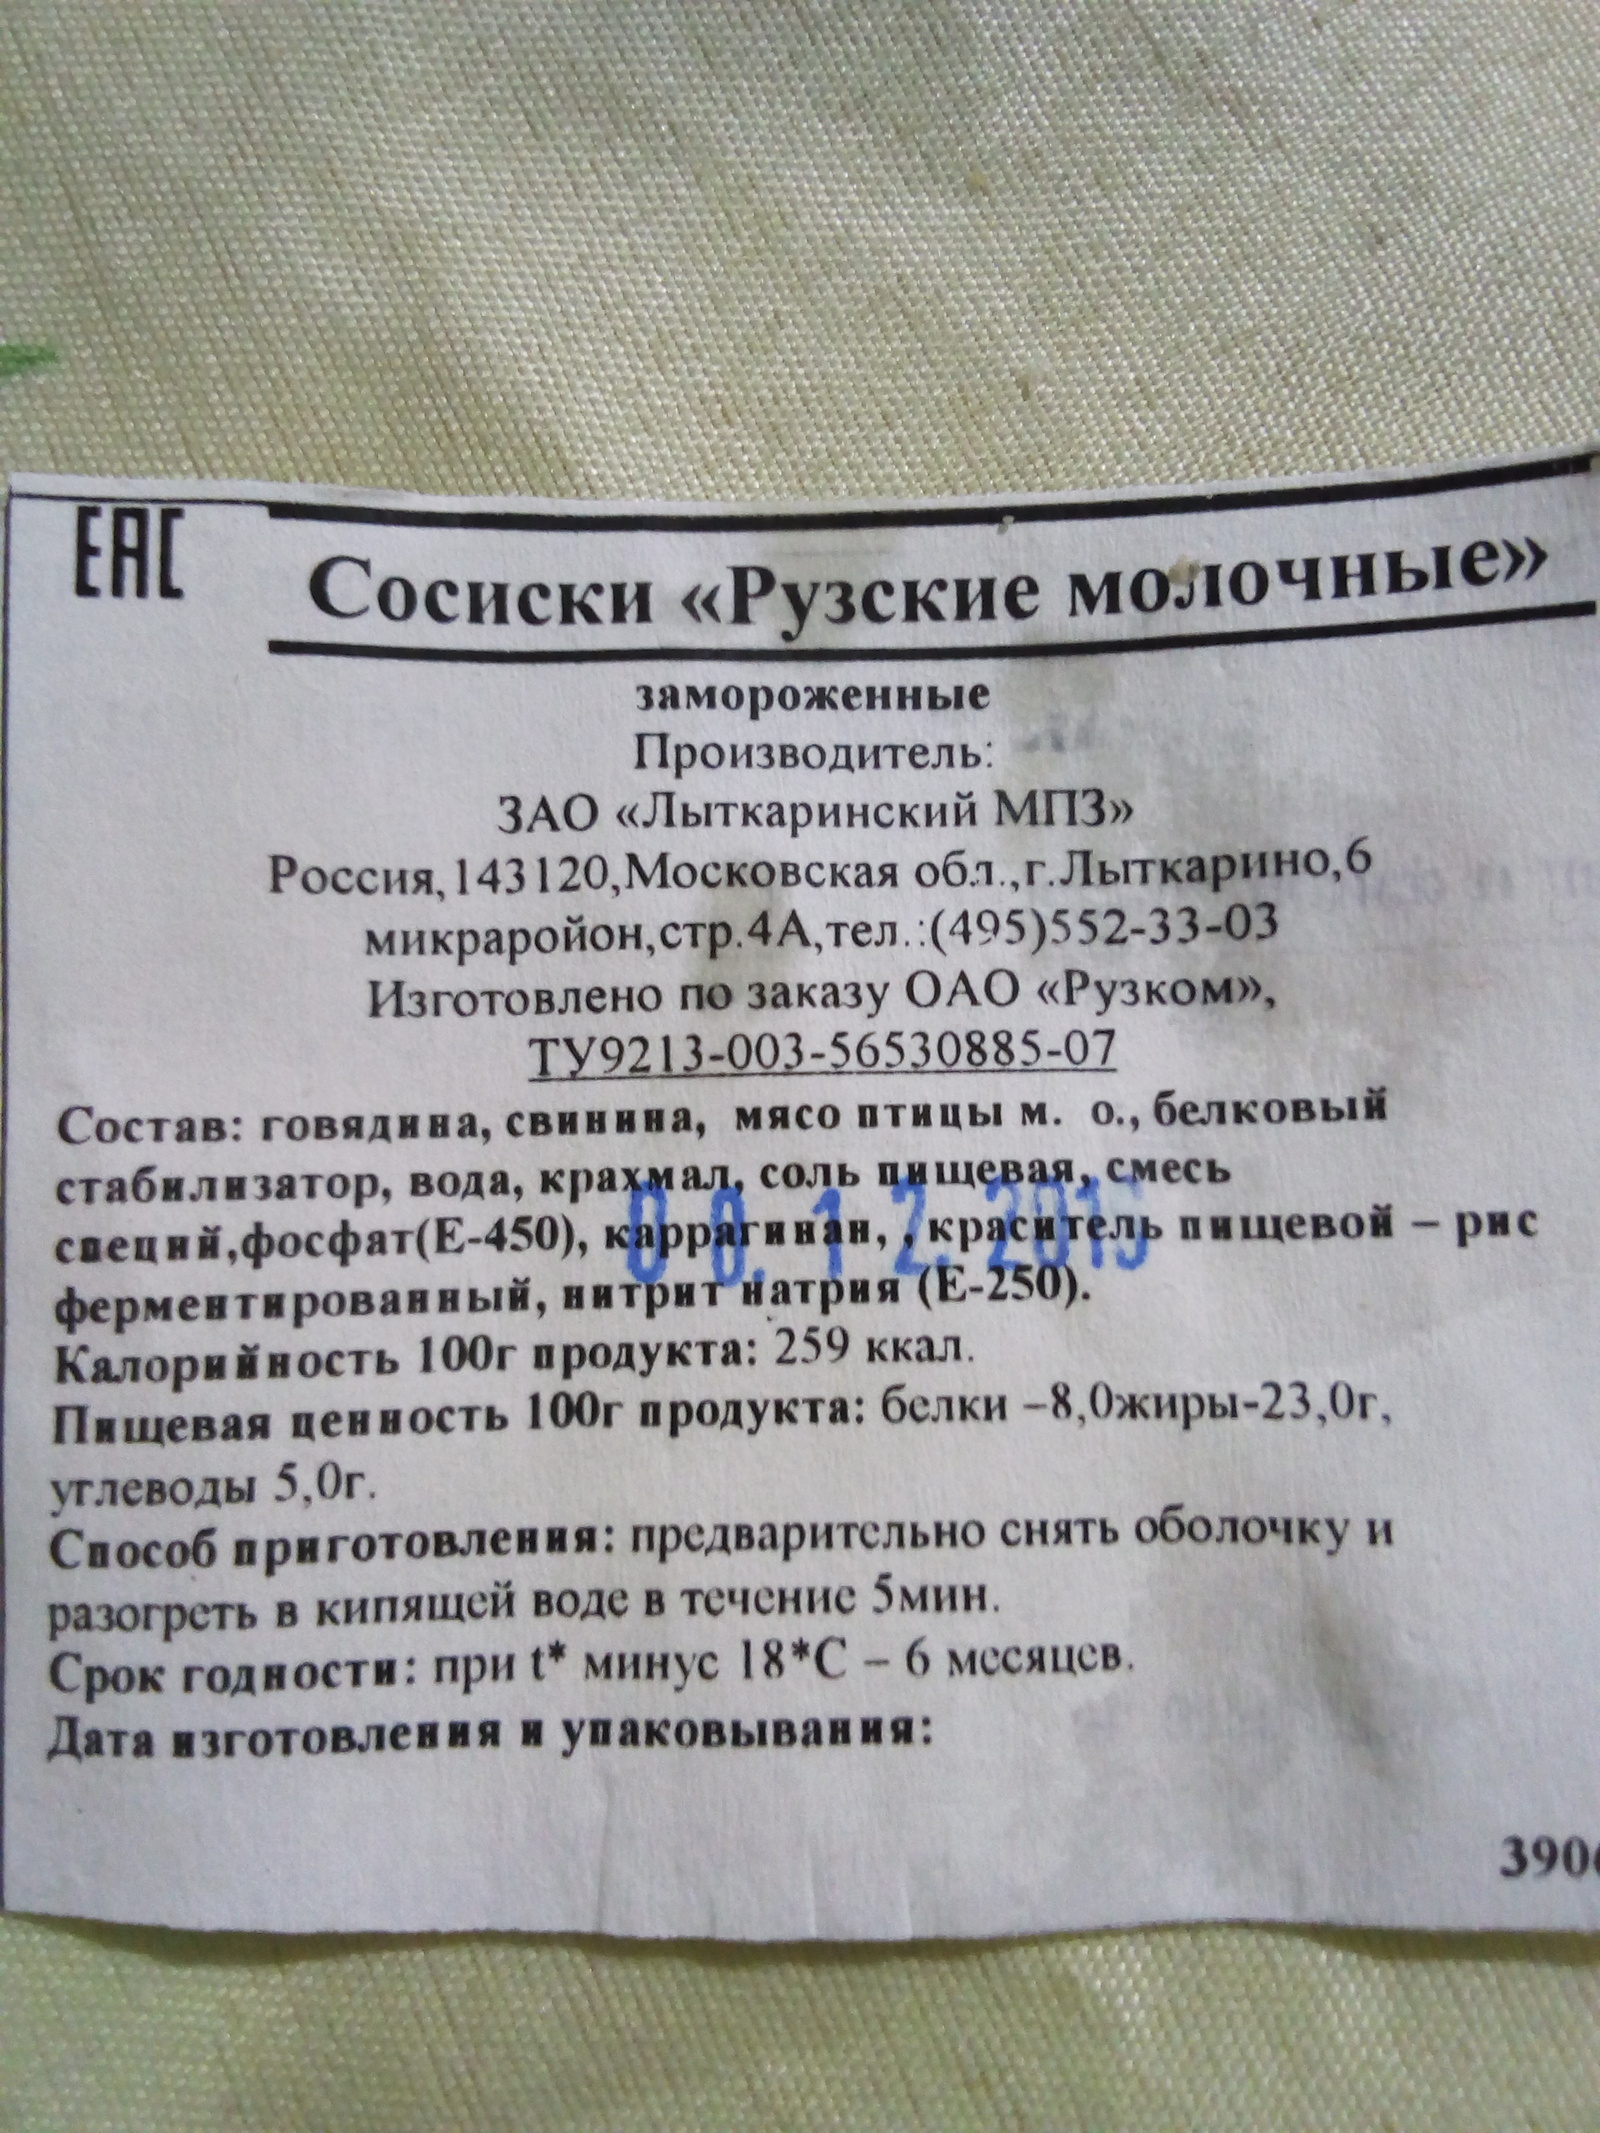 ЕАС
Сосиски «Рузские молочные»
замороженные
Производитель:
ЗАО «Лыткаринский МПЗ»
Россия,143120,Московская обл.,г.Лыткарино,6
микраройон,стр.4А,тел.:(495)552-33-03
Изготовлено по заказу ОАО «Рузком»,
ТУ9213-003-56530885-07
Состав: говядина, свинина, мясо птицы м. о., белковый
стабилизатор, вода, крахмал, соль пищевая, смесь
специй,фосфат(Е-450), каррагинан, , краситель пищевой – рис
ферментированный, нитрит натрия (Е-250).
Калорийность 100г продукта: 259 ккал.
Пищевая ценность 100г продукта: белки –8,0жиры-23,0г,
углеводы 5,0г.
Способ приготовления: предварительно снять оболочку и
разогреть в кипящей воде в течение 5мин.
Срок годности: при t* минус 18*С – 6 месяцев.
Дата изготовления и упаковывания: